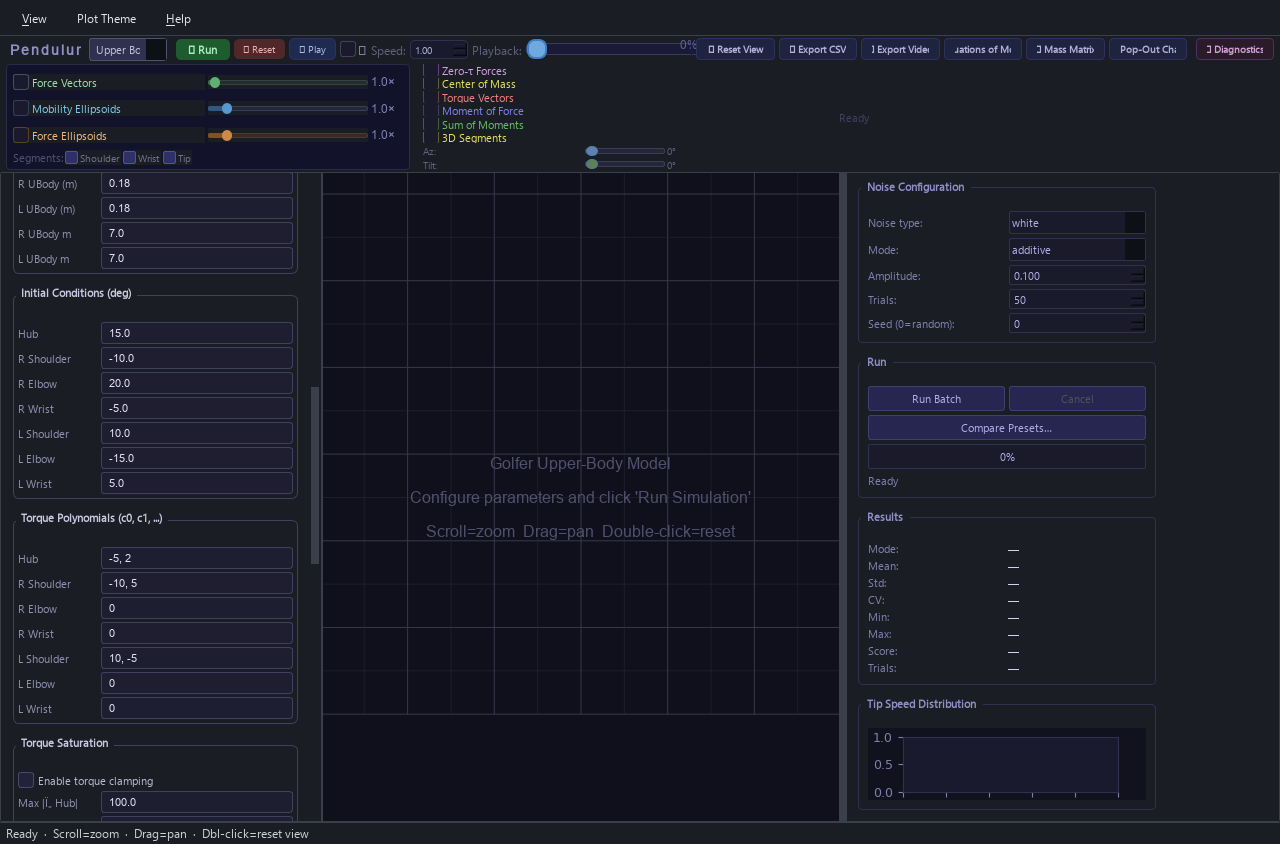 View Plot Theme Help
Pendulur Upper Bc Run Reset Play Speed: 1.00 Playback: 0% Reset View Export CSV Export Video uations of Mo Mass Matrix Pop-Out Cha Diagnostics
Force Vectors 1.0×
Mobility Ellipsoids 1.0×
Force Ellipsoids 1.0×
Segments: Shoulder Wrist Tip
Zero-τ Forces
Center of Mass
Torque Vectors
Moment of Force
Sum of Moments
3D Segments
Az: 0°
Tilt: 0°
Ready
R UBody (m) 0.18
L UBody (m) 0.18
R UBody m 7.0
L UBody m 7.0
Initial Conditions (deg)
Hub 15.0
R Shoulder -10.0
R Elbow 20.0
R Wrist -5.0
L Shoulder 10.0
L Elbow -15.0
L Wrist 5.0
Torque Polynomials (c0, c1, ...)
Hub -5, 2
R Shoulder -10, 5
R Elbow 0
R Wrist 0
L Shoulder 10, -5
L Elbow 0
L Wrist 0
Torque Saturation
Enable torque clamping
Max |Ï„ Hub| 100.0
Golfer Upper-Body Model
Configure parameters and click 'Run Simulation'
Scroll=zoom Drag=pan Double-click=reset
Noise Configuration
Noise type: white
Mode: additive
Amplitude: 0.100
Trials: 50
Seed (0=random): 0
Run
Run Batch Cancel
Compare Presets...
0%
Ready
Results
Mode: —
Mean: —
Std: —
CV: —
Min: —
Max: —
Score: —
Trials: —
Tip Speed Distribution
1.0
0.5
0.0
Ready · Scroll=zoom · Drag=pan · Dbl-click=reset view